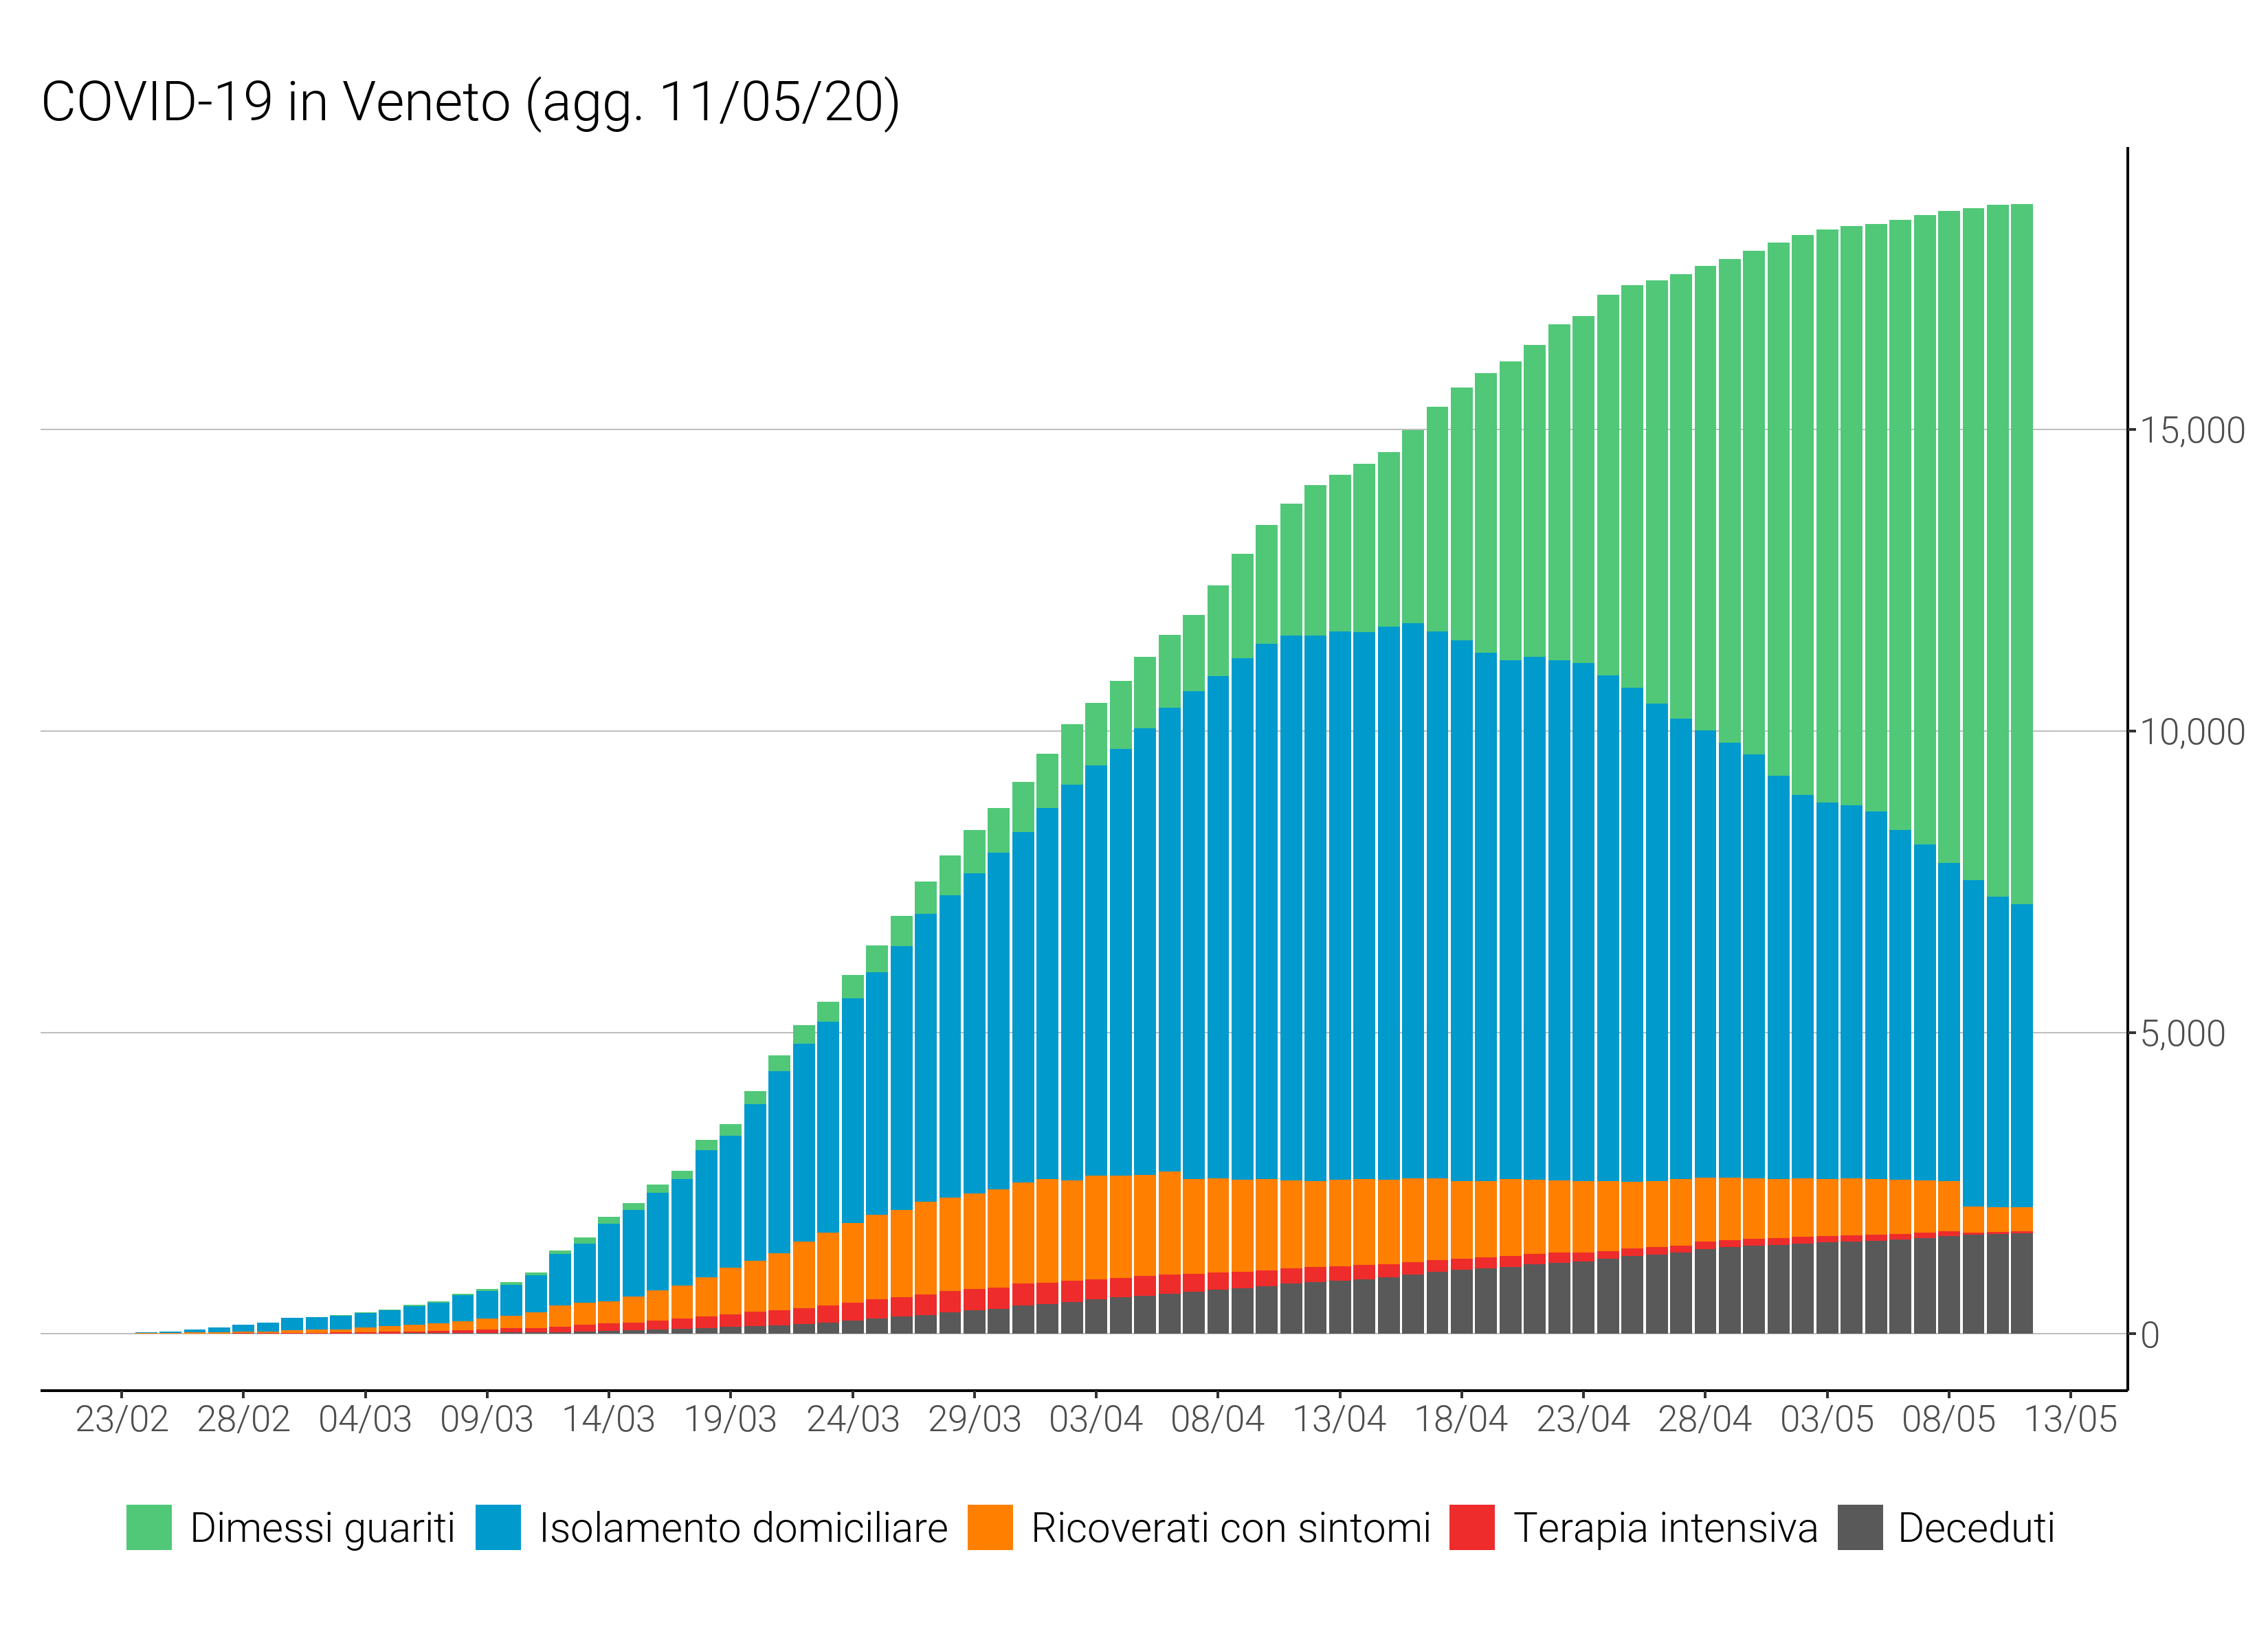 COVID-19 in Veneto (agg. 11/05/20)
15,000
10,000
5,000
0
23/02 28/02 04/03 09/03 14/03 19/03 24/03 29/03 03/04 08/04 13/04 18/04 23/04 28/04 03/05 08/05 13/05
Dimessi guariti Isolamento domiciliare Ricoverati con sintomi Terapia intensiva Deceduti